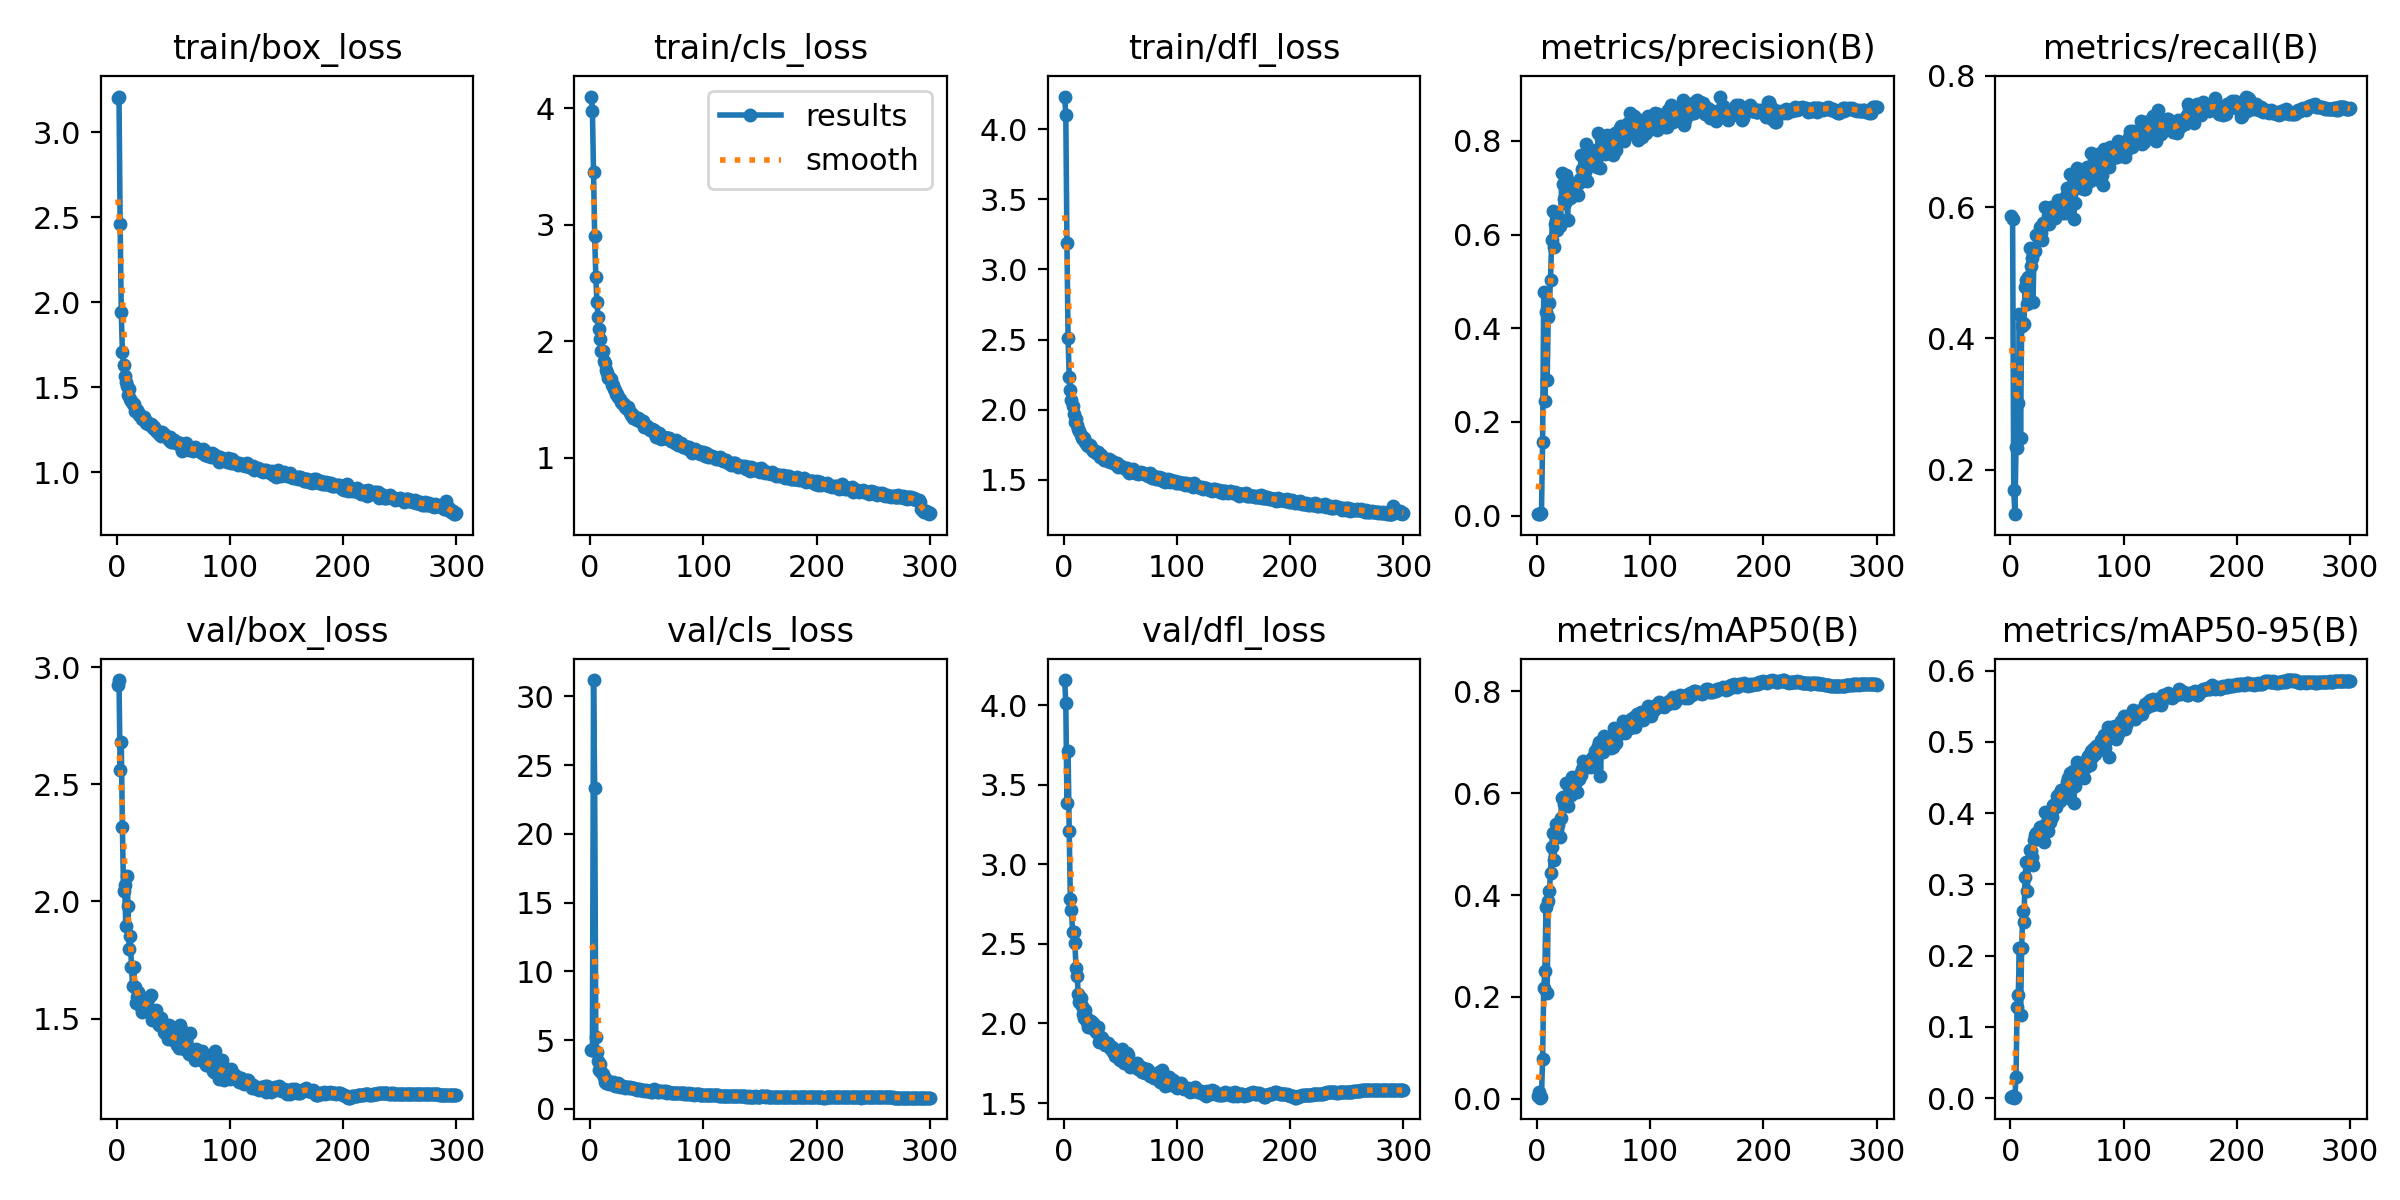 train/box_loss
3.0
2.5
2.0
1.5
1.0
0 100 200 300
train/cls_loss
results
smooth
4
3
2
1
0 100 200 300
train/dfl_loss
4.0
3.5
3.0
2.5
2.0
1.5
0 100 200 300
metrics/precision(B)
0.8
0.6
0.4
0.2
0.0
0 100 200 300
metrics/recall(B)
0.8
0.6
0.4
0.2
0 100 200 300
val/box_loss
3.0
2.5
2.0
1.5
0 100 200 300
val/cls_loss
30
25
20
15
10
5
0
0 100 200 300
val/dfl_loss
4.0
3.5
3.0
2.5
2.0
1.5
0 100 200 300
metrics/mAP50(B)
0.8
0.6
0.4
0.2
0.0
0 100 200 300
metrics/mAP50-95(B)
0.6
0.5
0.4
0.3
0.2
0.1
0.0
0 100 200 300